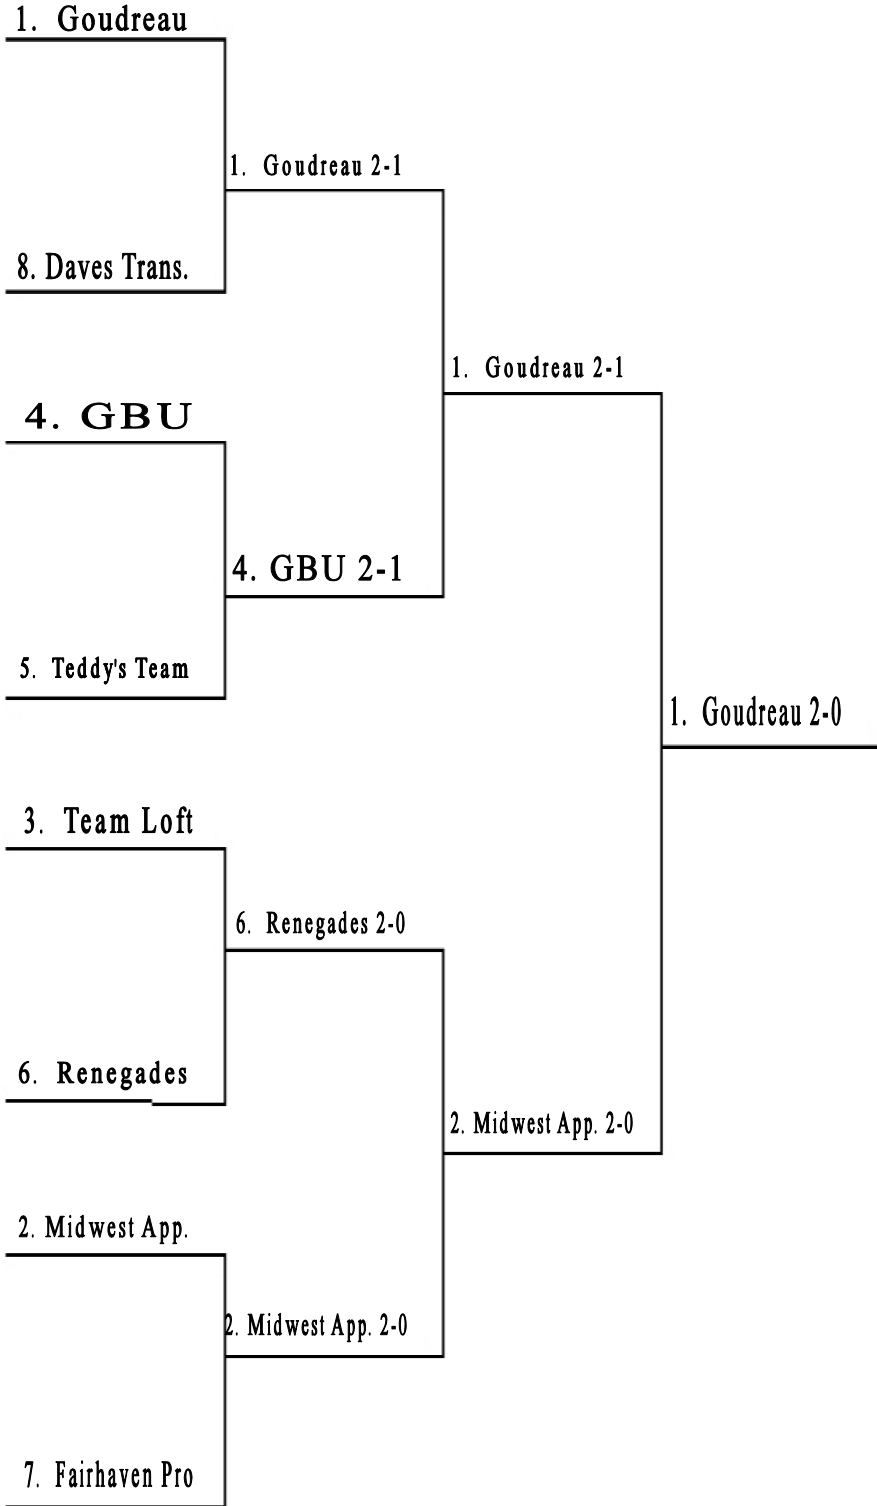 1. Goudreau
1. Goudreau 2-1
8. Daves Trans.
1. Goudreau 2-1
4. GBU
4. GBU 2-1
5. Teddy's Team
1. Goudreau 2-0
3. Team Loft
6. Renegades 2-0
6. Renegades
2. Midwest App. 2-0
2. Midwest App.
2. Midwest App. 2-0
7. Fairhaven Pro